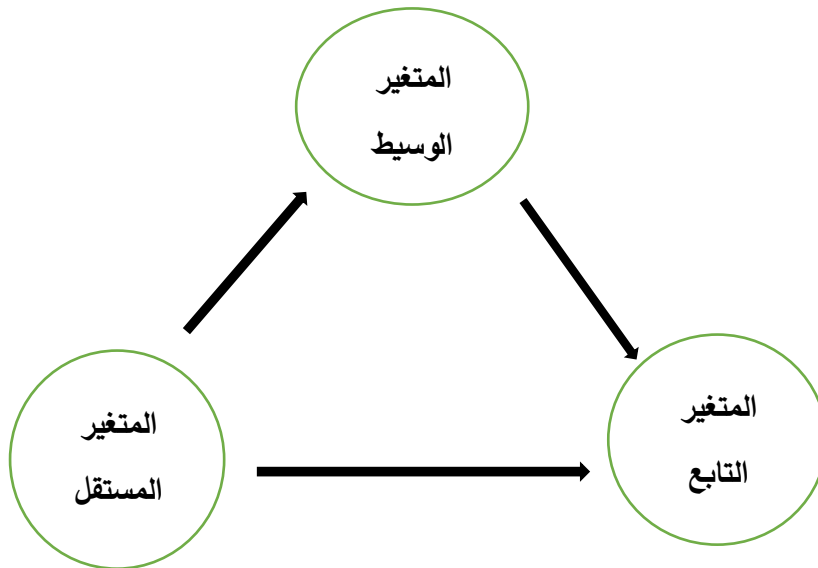 المتغير
الوسيط
المتغير
التابع
المتغير
المستقل